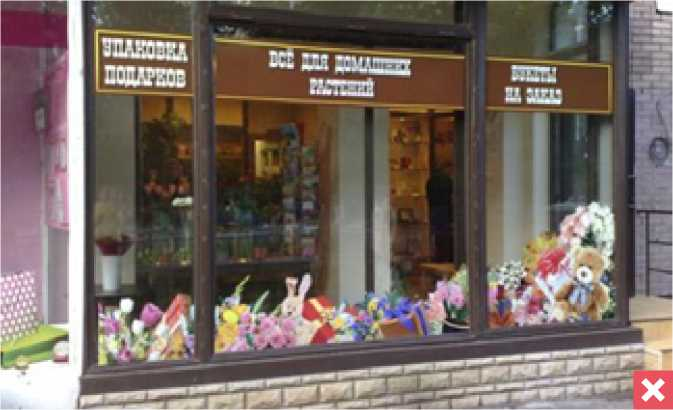 УПАКОВКА
ПОДАРКОВ
ВСЁ ДЛЯ ДОМАШНИХ
РАСТЕНИЙ
БУКЕТЫ
НА ЗАКАЗ